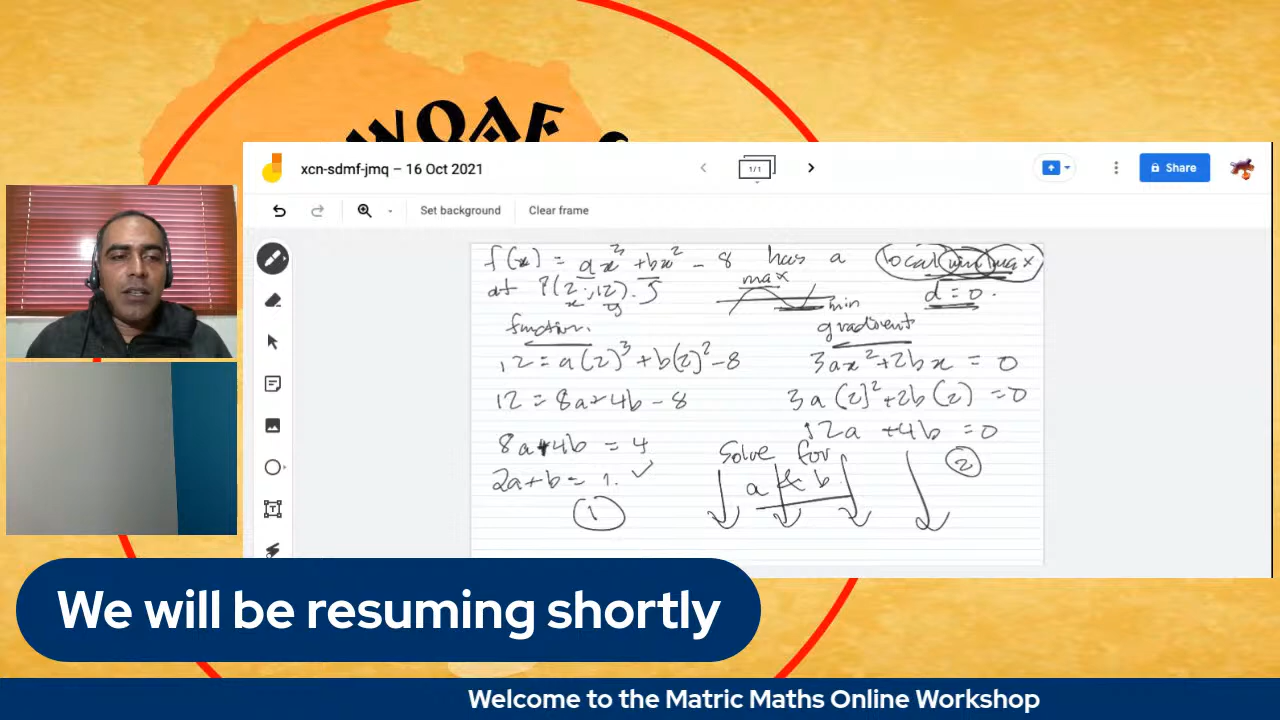 WOAF
xcn-sdmf-jmq – 16 Oct 2021
1/1
Share
Set background
Clear frame
f(x) = ax³ + bx² - 8 has a local max
at P(2;12).
max
min
d = 0.
function.
gradient
12 = a(2)³ + b(2)² - 8
3ax² + 2bx = 0
12 = 8a + 4b - 8
3a(2)² + 2b(2) = 0
8a + 4b = 4
12a + 4b = 0
2a + b = 1. ✓
Solve for
a & b
1
2
We will be resuming shortly
Welcome to the Matric Maths Online Workshop